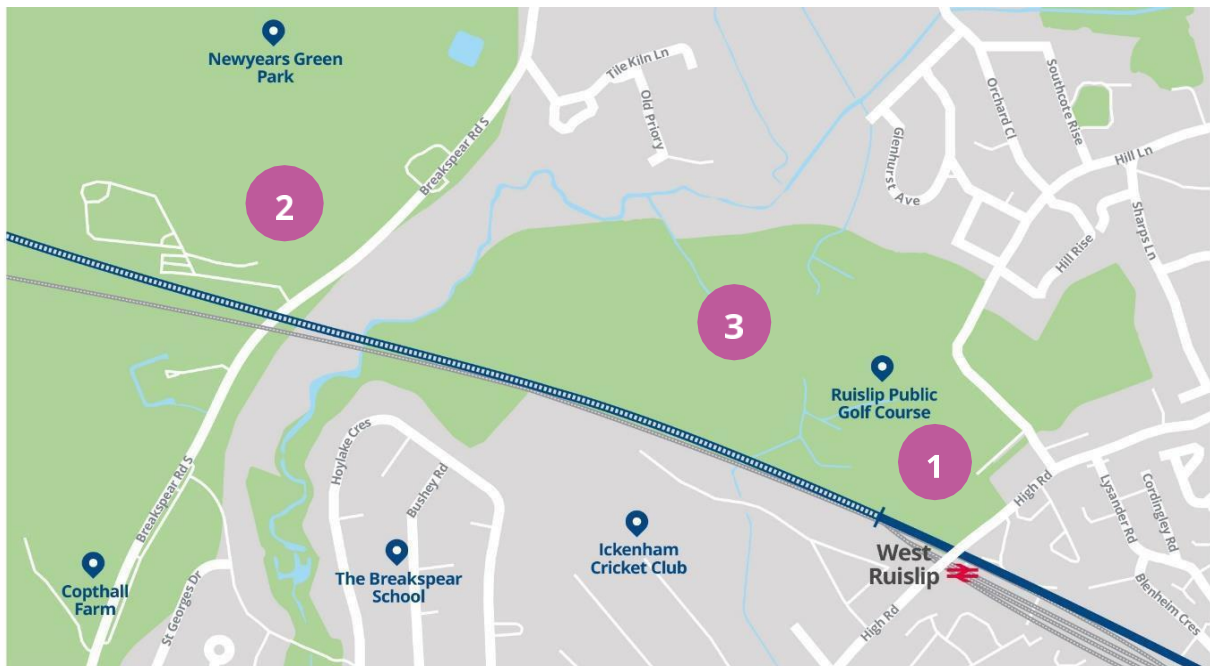 Newyears Green
Park
Tile Kiln Ln
Old Priory
Southcote Rise
Orchard Cl
Glenhurst Ave
Hill Ln
Breakspear Rd S
2
Sharps Ln
Hill Rise
3
Ruislip Public
Golf Course
1
Hoylake Cres
Bushey Rd
High Rd
Lysander Rd
Cordingley Rd
Breakspear Rd S
Ickenham
Cricket Club
West
Ruislip
The Breakspear
School
Copthall
Farm
St Georges Dr
Blenheim Cres
High Rd